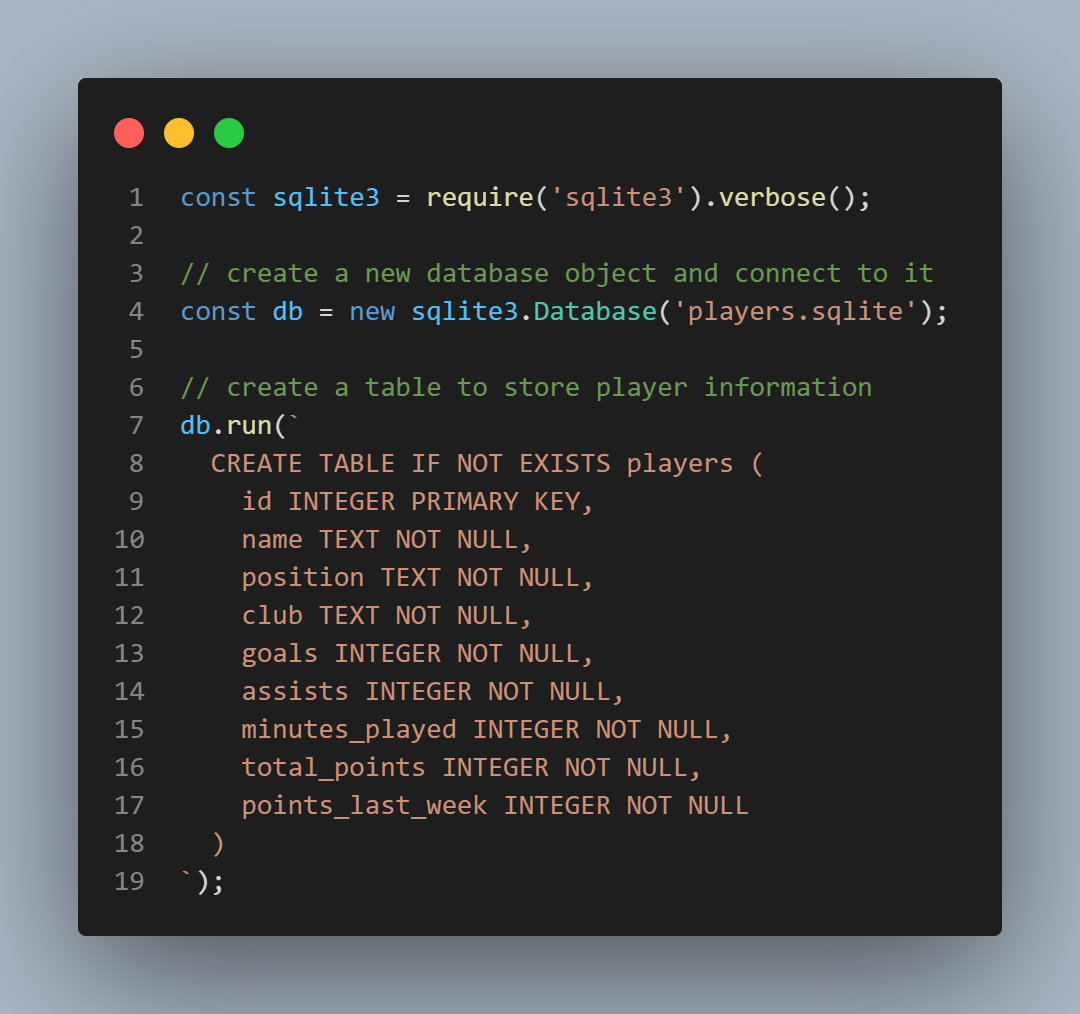 1 const sqlite3 = require('sqlite3').verbose();
2
3 // create a new database object and connect to it
4 const db = new sqlite3.Database('players.sqlite');
5
6 // create a table to store player information
7 db.run(`
8   CREATE TABLE IF NOT EXISTS players (
9     id INTEGER PRIMARY KEY,
10     name TEXT NOT NULL,
11     position TEXT NOT NULL,
12     club TEXT NOT NULL,
13     goals INTEGER NOT NULL,
14     assists INTEGER NOT NULL,
15     minutes_played INTEGER NOT NULL,
16     total_points INTEGER NOT NULL,
17     points_last_week INTEGER NOT NULL
18   )
19 `);